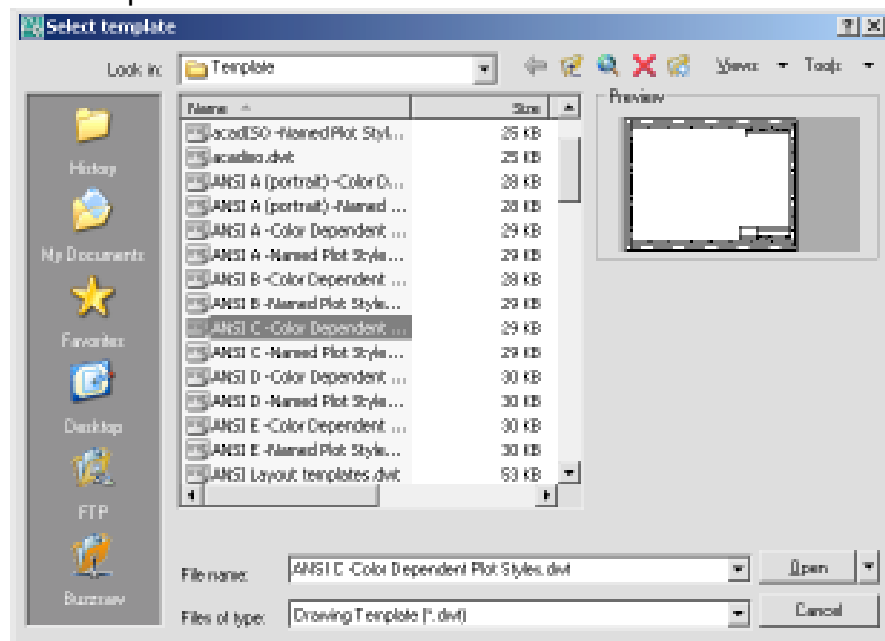 Select template
Look in: Template Views Tools
Name Size
acadISO -Named Plot Styl... 25 KB
acadiso.dwt 25 KB
ANSI A (portrait) -Color D... 28 KB
ANSI A (portrait) -Named ... 28 KB
ANSI A -Color Dependent ... 29 KB
ANSI A -Named Plot Style... 29 KB
ANSI B -Color Dependent ... 28 KB
ANSI B -Named Plot Style... 29 KB
ANSI C -Color Dependent ... 29 KB
ANSI C -Named Plot Style... 29 KB
ANSI D -Color Dependent ... 30 KB
ANSI D -Named Plot Style... 30 KB
ANSI E -Color Dependent ... 30 KB
ANSI E -Named Plot Style... 30 KB
ANSI Layout templates.dwt 53 KB
Preview
History
My Documents
Favorites
Desktop
FTP
Buzzsaw
File name: ANSI C -Color Dependent Plot Styles.dwt Open
Files of type: Drawing Template (*.dwt) Cancel